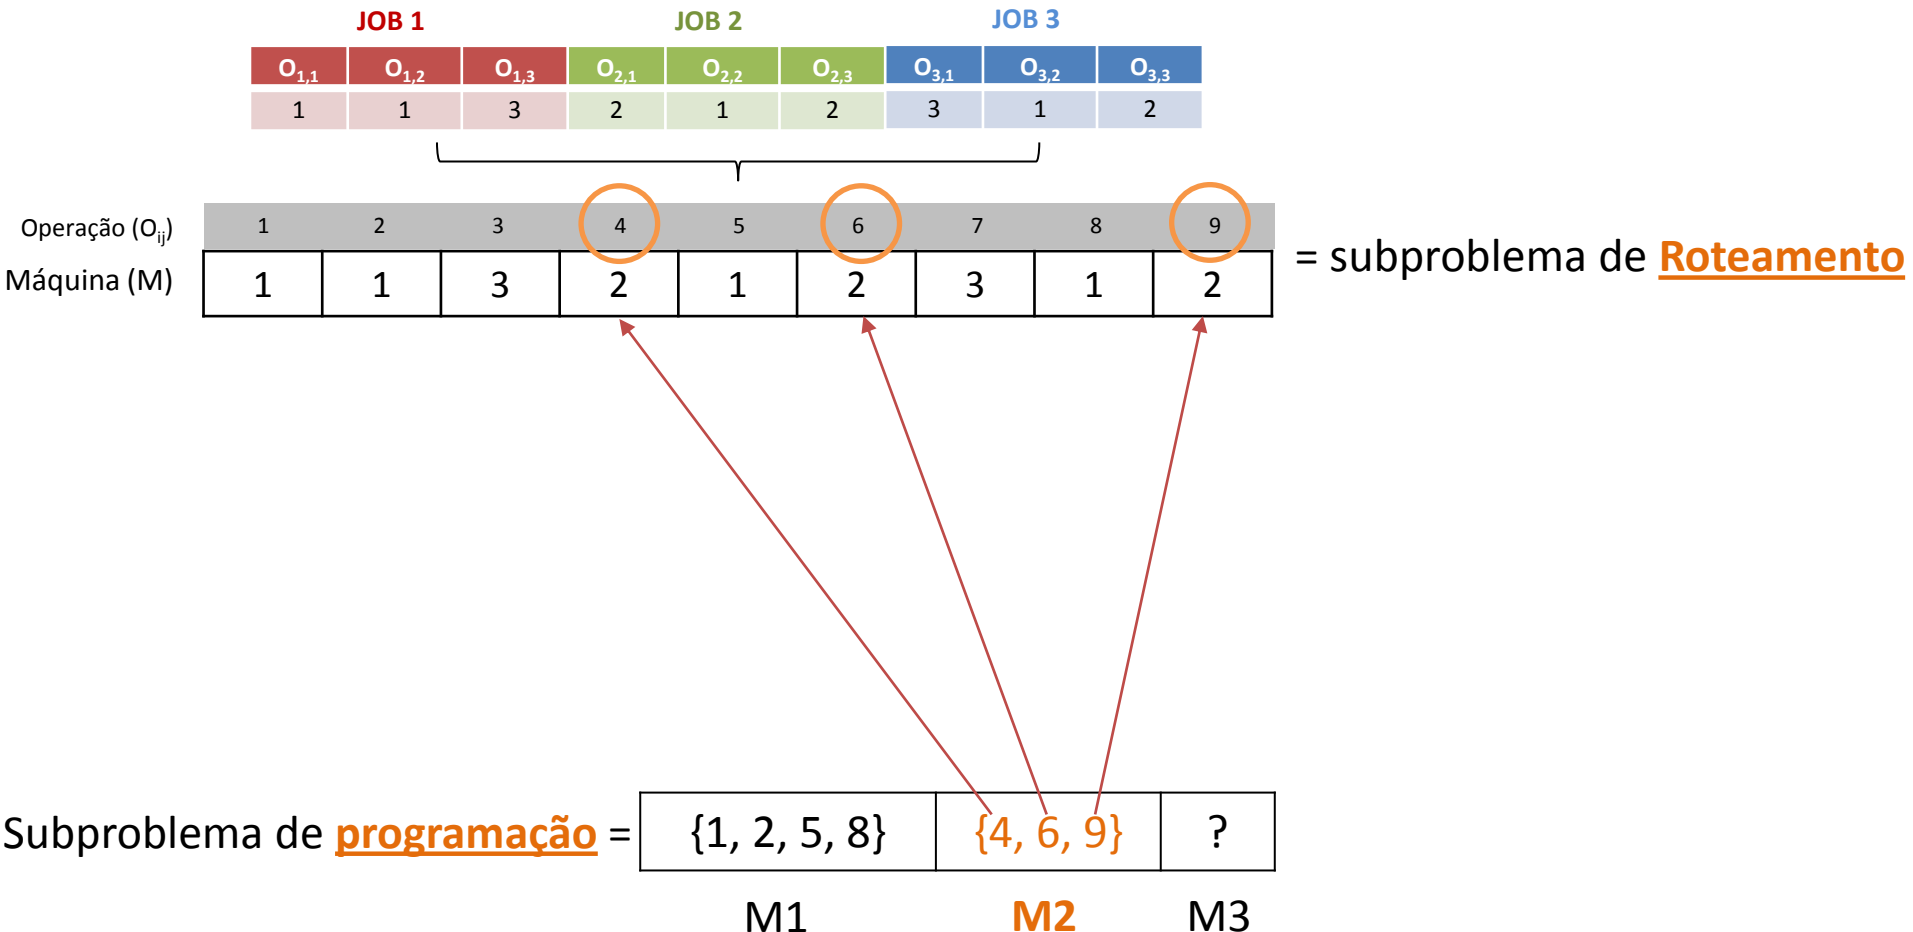 JOB 1 JOB 2 JOB 3
O1,1 O1,2 O1,3 O2,1 O2,2 O2,3 O3,1 O3,2 O3,3
1 1 3 2 1 2 3 1 2
Operação (Oij) 1 2 3 4 5 6 7 8 9
Máquina (M) 1 1 3 2 1 2 3 1 2 = subproblema de Roteamento
Subproblema de programação = {1, 2, 5, 8} {4, 6, 9} ?
M1 M2 M3